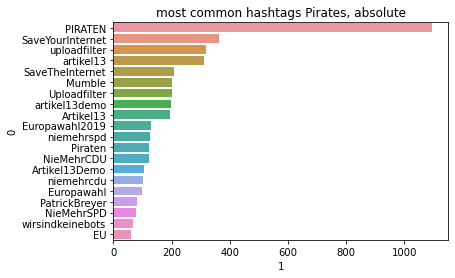 most common hashtags Pirates, absolute
PIRATEN
SaveYourInternet
uploadfilter
artikel13
SaveTheInternet
Mumble
Uploadfilter
artikel13demo
Artikel13
Europawahl2019
niemehrspd
Piraten
NieMehrCDU
Artikel13Demo
niemehrcdu
Europawahl
PatrickBreyer
NieMehrSPD
wirsindkeinebots
EU
0
0 200 400 600 800 1000
1